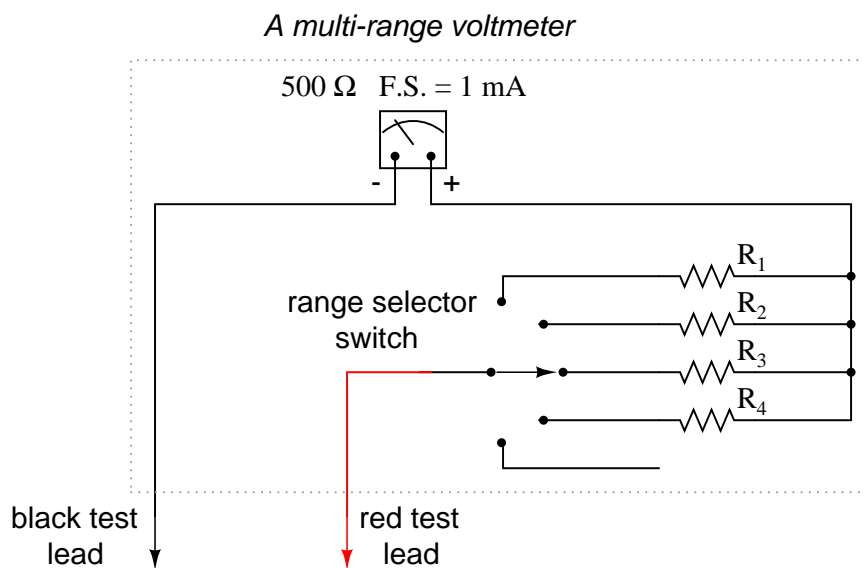 A multi-range voltmeter
500 Ω F.S. = 1 mA
- +
R₁
range selector
R₂
switch
R₃
R₄
black test
lead
red test
lead